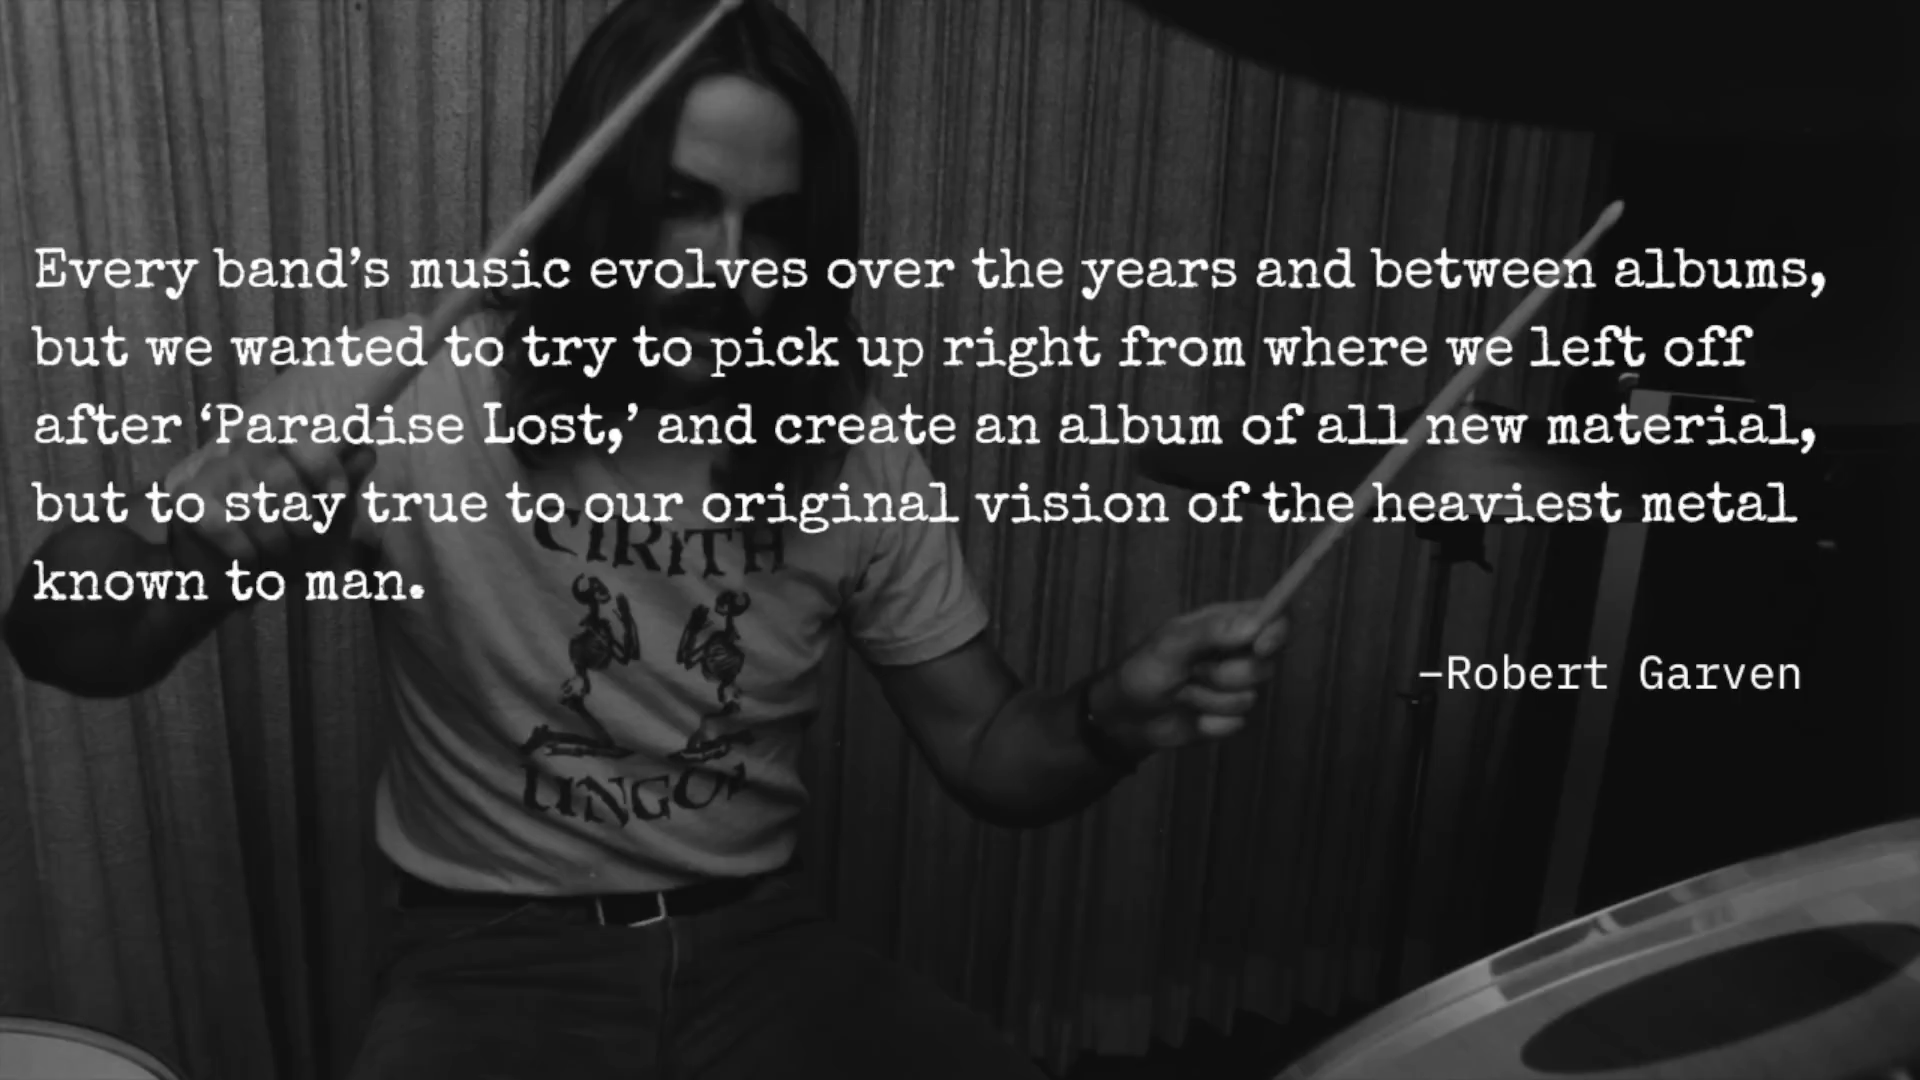 Every band’s music evolves over the years and between albums,
but we wanted to try to pick up right from where we left off
after ‘Paradise Lost,’ and create an album of all new material,
but to stay true to our original vision of the heaviest metal
known to man.
–Robert Garven
CIRITH
UNGOL